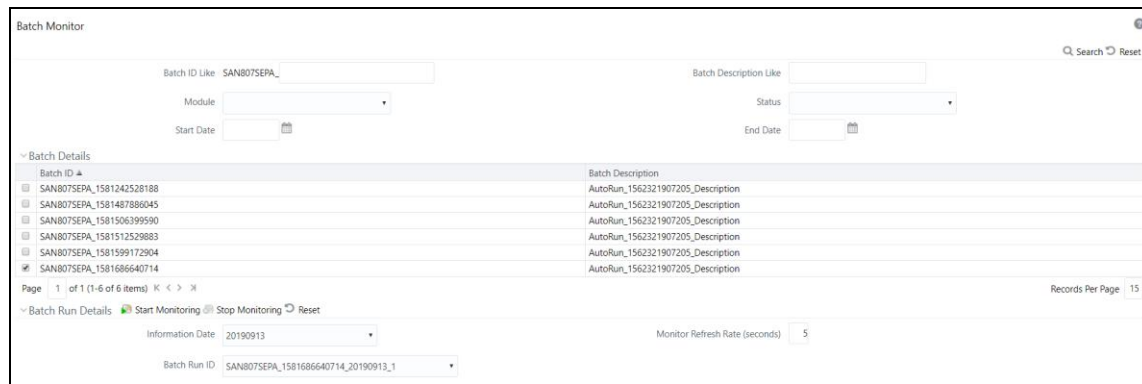 Batch Monitor
Search Reset
Batch ID Like SAN807SEPA_ Batch Description Like
Module Status
Start Date End Date
Batch Details
Batch ID Batch Description
SAN807SEPA_1581242528188 AutoRun_1562321907205_Description
SAN807SEPA_1581487886045 AutoRun_1562321907205_Description
SAN807SEPA_1581506399590 AutoRun_1562321907205_Description
SAN807SEPA_1581512529883 AutoRun_1562321907205_Description
SAN807SEPA_1581599172904 AutoRun_1562321907205_Description
SAN807SEPA_1581686640714 AutoRun_1562321907205_Description
Page 1 of 1 (1-6 of 6 items) Records Per Page 15
Batch Run Details Start Monitoring Stop Monitoring Reset
Information Date 20190913 Monitor Refresh Rate (seconds) 5
Batch Run ID SAN807SEPA_1581686640714_20190913_1